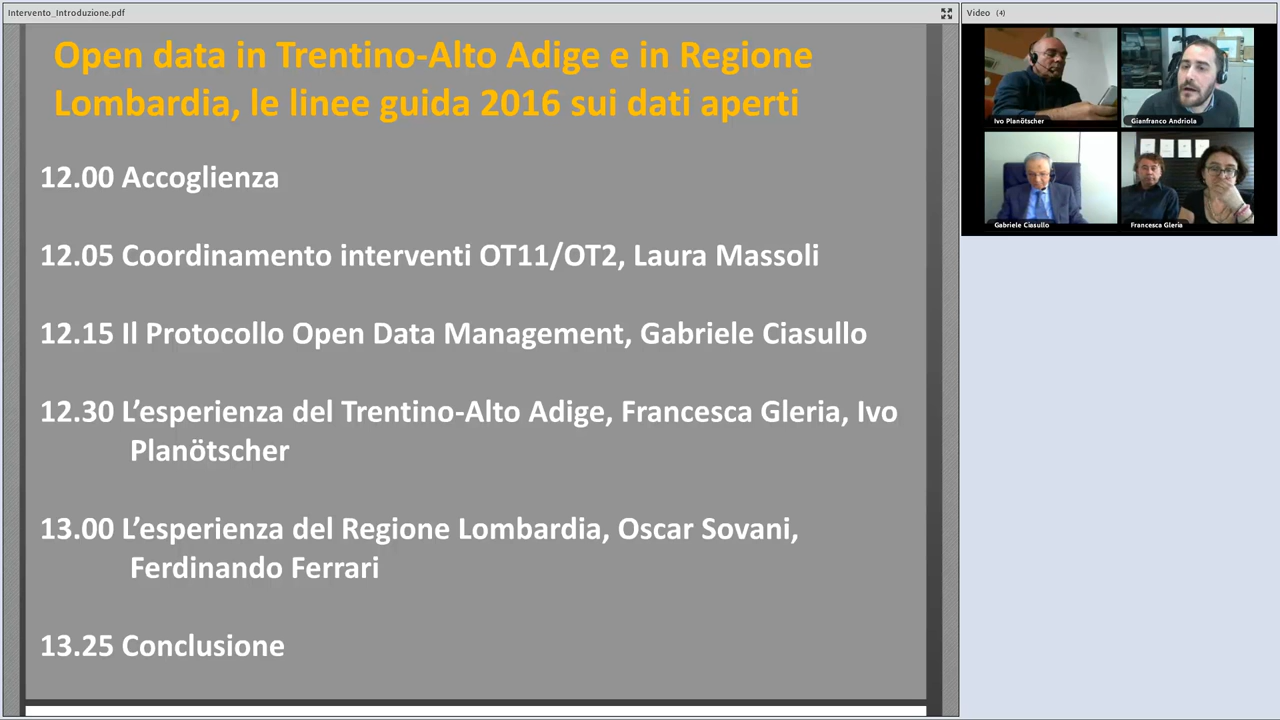 Intervento_Introduzione.pdf
Open data in Trentino-Alto Adige e in Regione
Lombardia, le linee guida 2016 sui dati aperti
12.00 Accoglienza
12.05 Coordinamento interventi OT11/OT2, Laura Massoli
12.15 Il Protocollo Open Data Management, Gabriele Ciasullo
12.30 L’esperienza del Trentino-Alto Adige, Francesca Gleria, Ivo
Planötscher
13.00 L’esperienza del Regione Lombardia, Oscar Sovani,
Ferdinando Ferrari
13.25 Conclusione
Video (4)
Ivo Planötscher
Gianfranco Andriola
Gabriele Ciasullo
Francesca Gleria